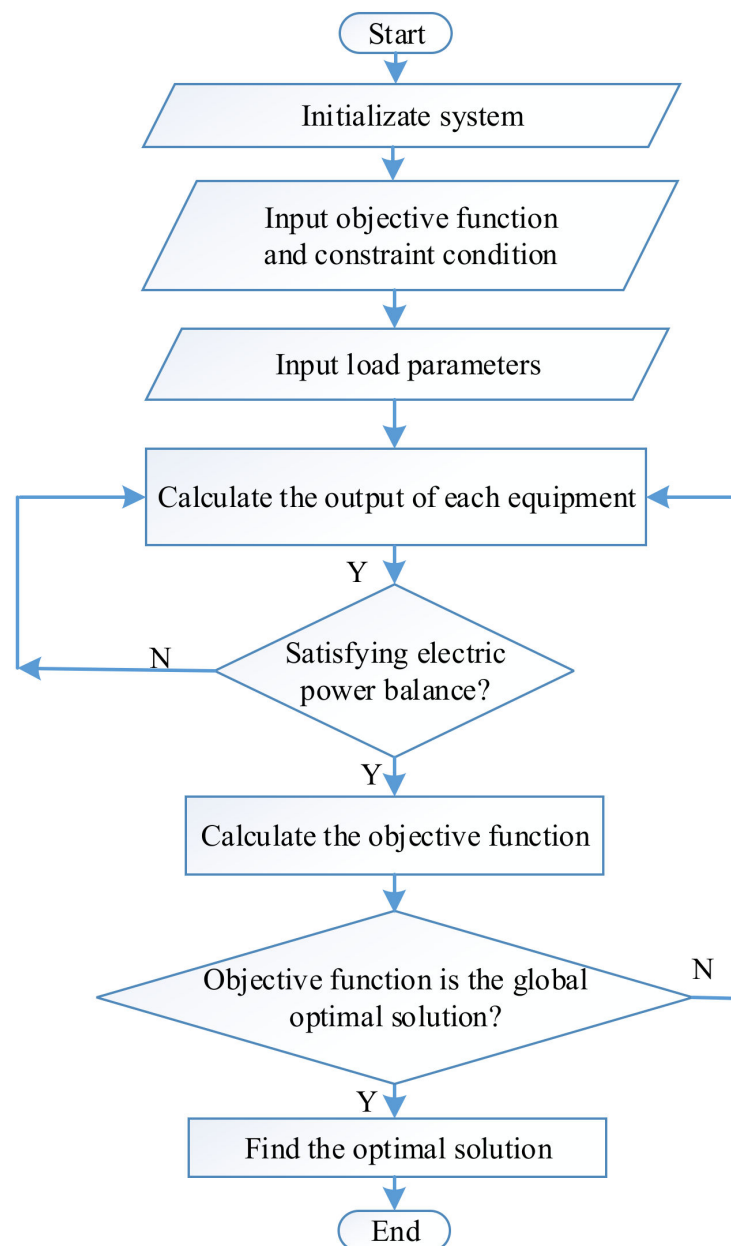 Start
Initializate system
Input objective function
and constraint condition
Input load parameters
Calculate the output of each equipment
Y
N
Satisfying electric
power balance?
Y
Calculate the objective function
N
Objective function is the global
optimal solution?
Y
Find the optimal solution
End